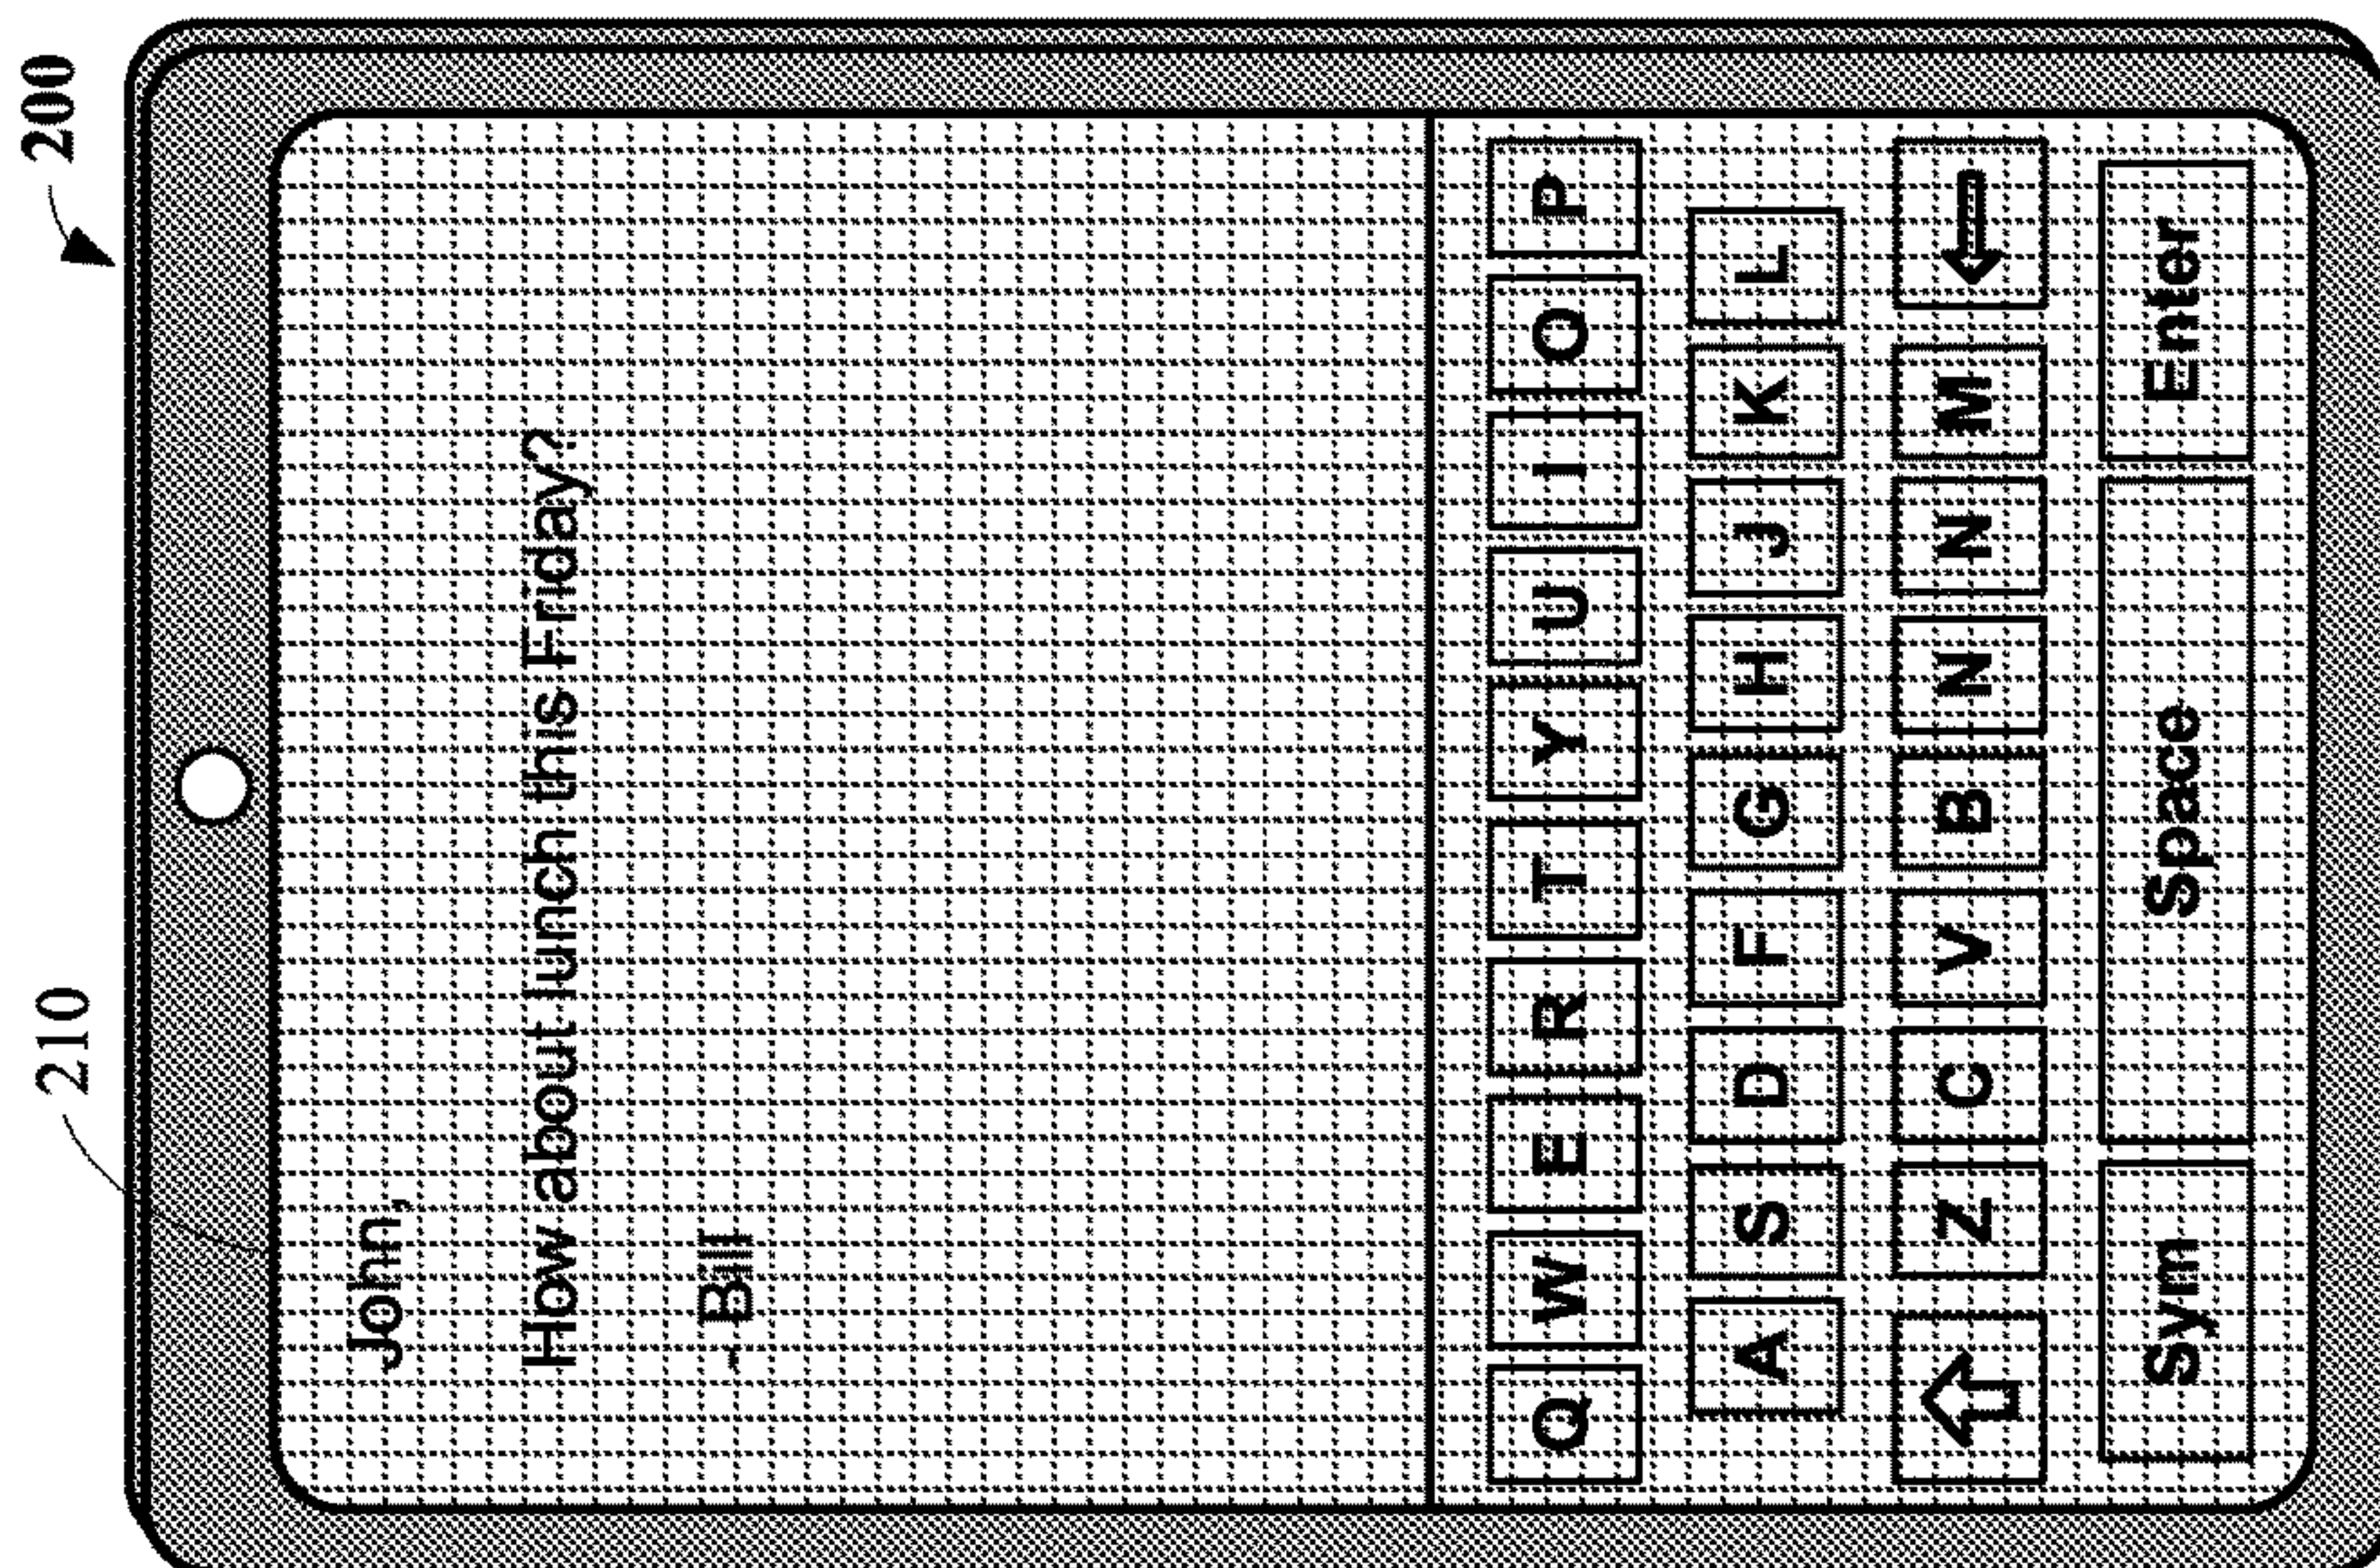 200
210
John,
How about lunch this Friday?
- Bill
Q W E R T Y U I O P
A S D F G H J K L
Z C V B N N M
Sym Space Enter